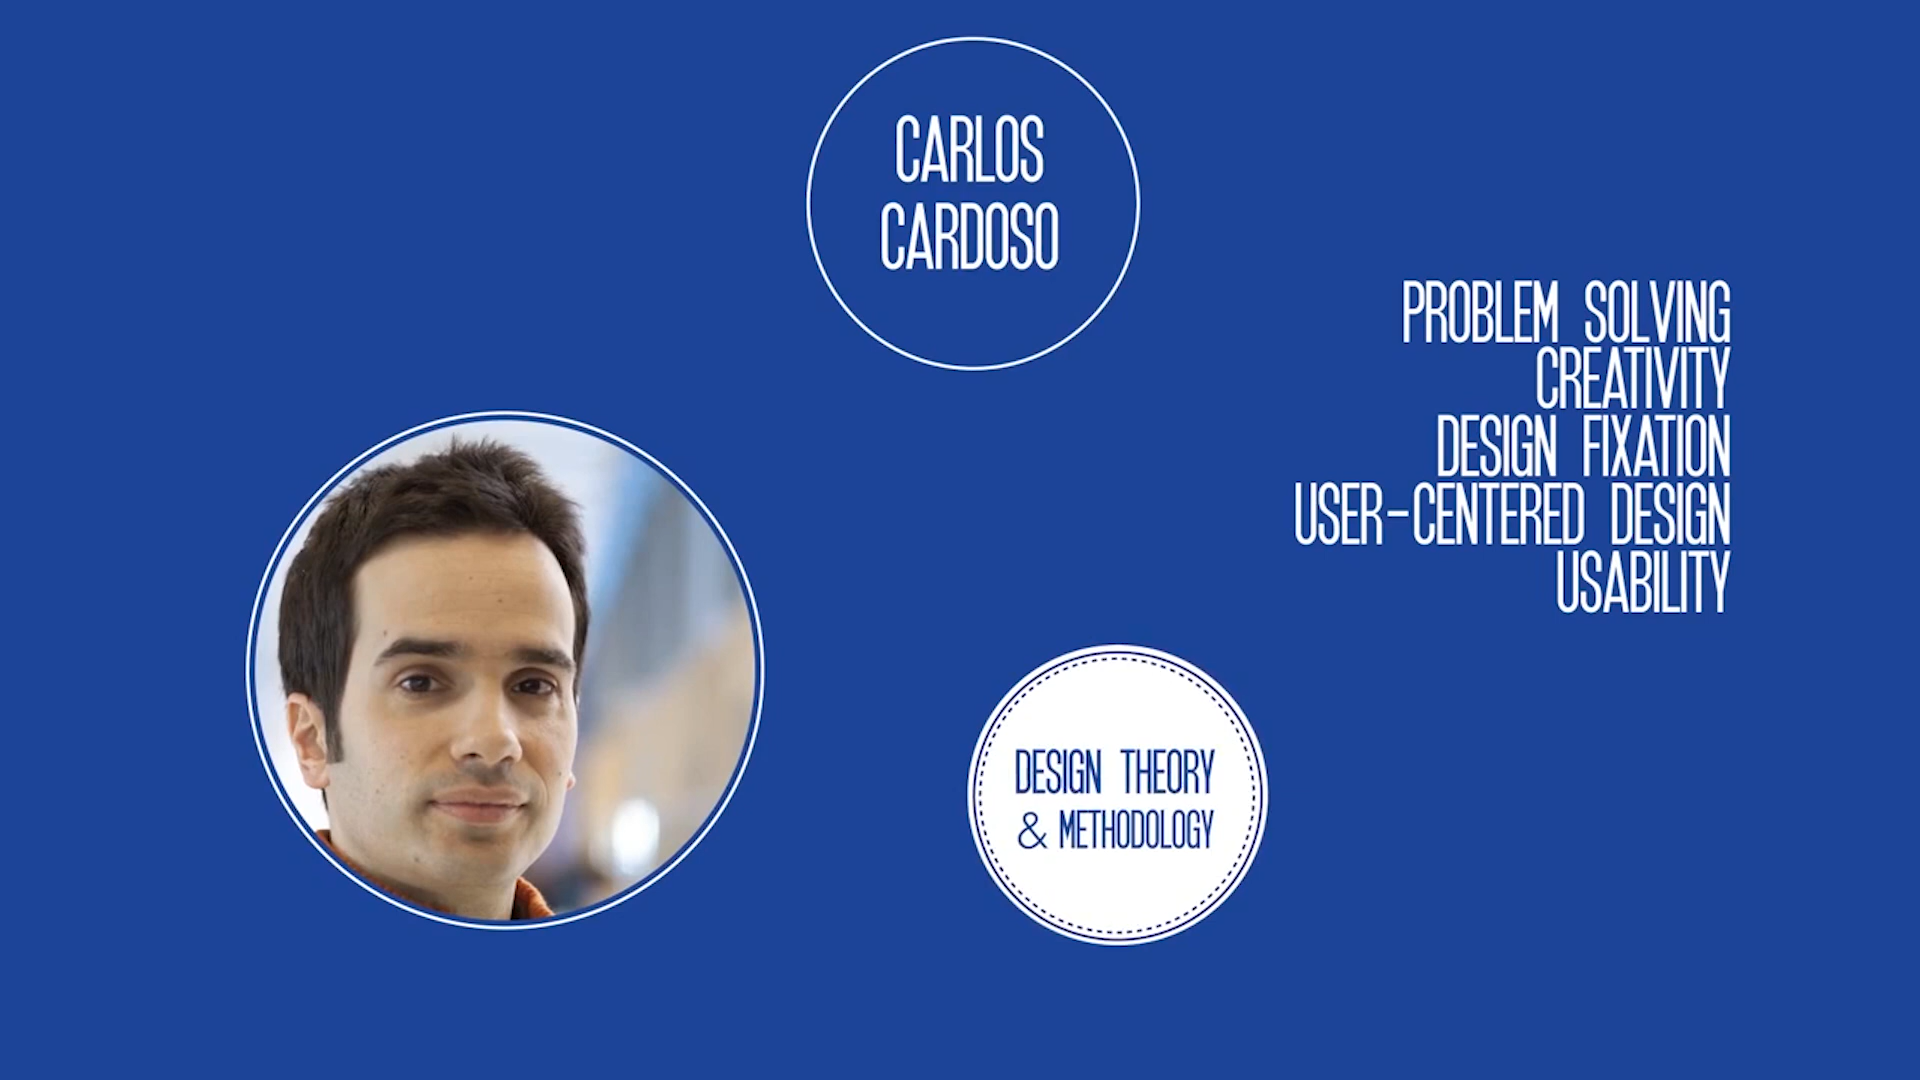 CARLOS
CARDOSO
PROBLEM SOLVING
CREATIVITY
DESIGN FIXATION
USER-CENTERED DESIGN
USABILITY
DESIGN THEORY
& METHODOLOGY